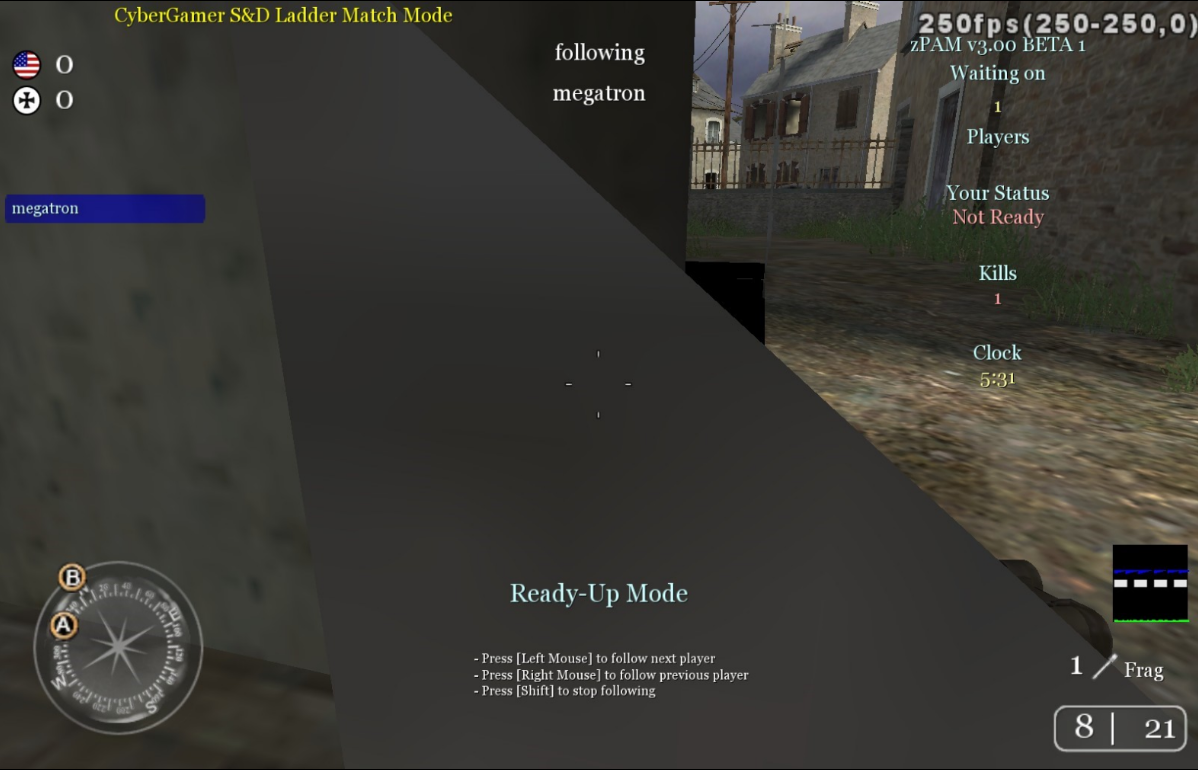 CyberGamer S&D Ladder Match Mode
250fps(250-250,0)
zPAM v3.00 BETA 1
following
megatron
0
0
Waiting on
1
Players
megatron
Your Status
Not Ready
Kills
1
Clock
5:31
B
A
Ready-Up Mode
- Press [Left Mouse] to follow next player
- Press [Right Mouse] to follow previous player
- Press [Shift] to stop following
1
Frag
8 | 21